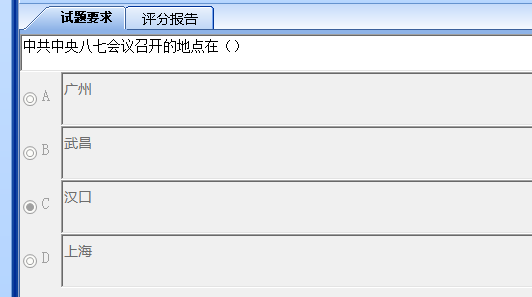 试题要求 评分报告
中共中央八七会议召开的地点在（）
A 广州
B 武昌
C 汉口
D 上海